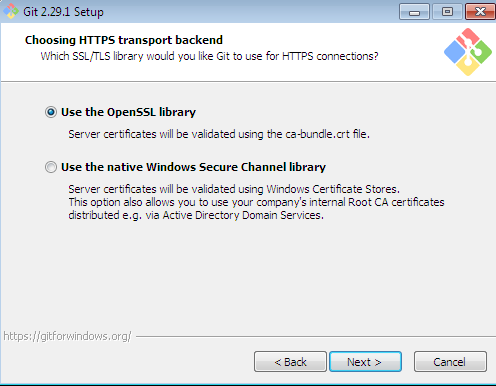 Git 2.29.1 Setup
Choosing HTTPS transport backend
Which SSL/TLS library would you like Git to use for HTTPS connections?
Use the OpenSSL library
Server certificates will be validated using the ca-bundle.crt file.
Use the native Windows Secure Channel library
Server certificates will be validated using Windows Certificate Stores.
This option also allows you to use your company's internal Root CA certificates
distributed e.g. via Active Directory Domain Services.
https://gitforwindows.org/
< Back
Next >
Cancel